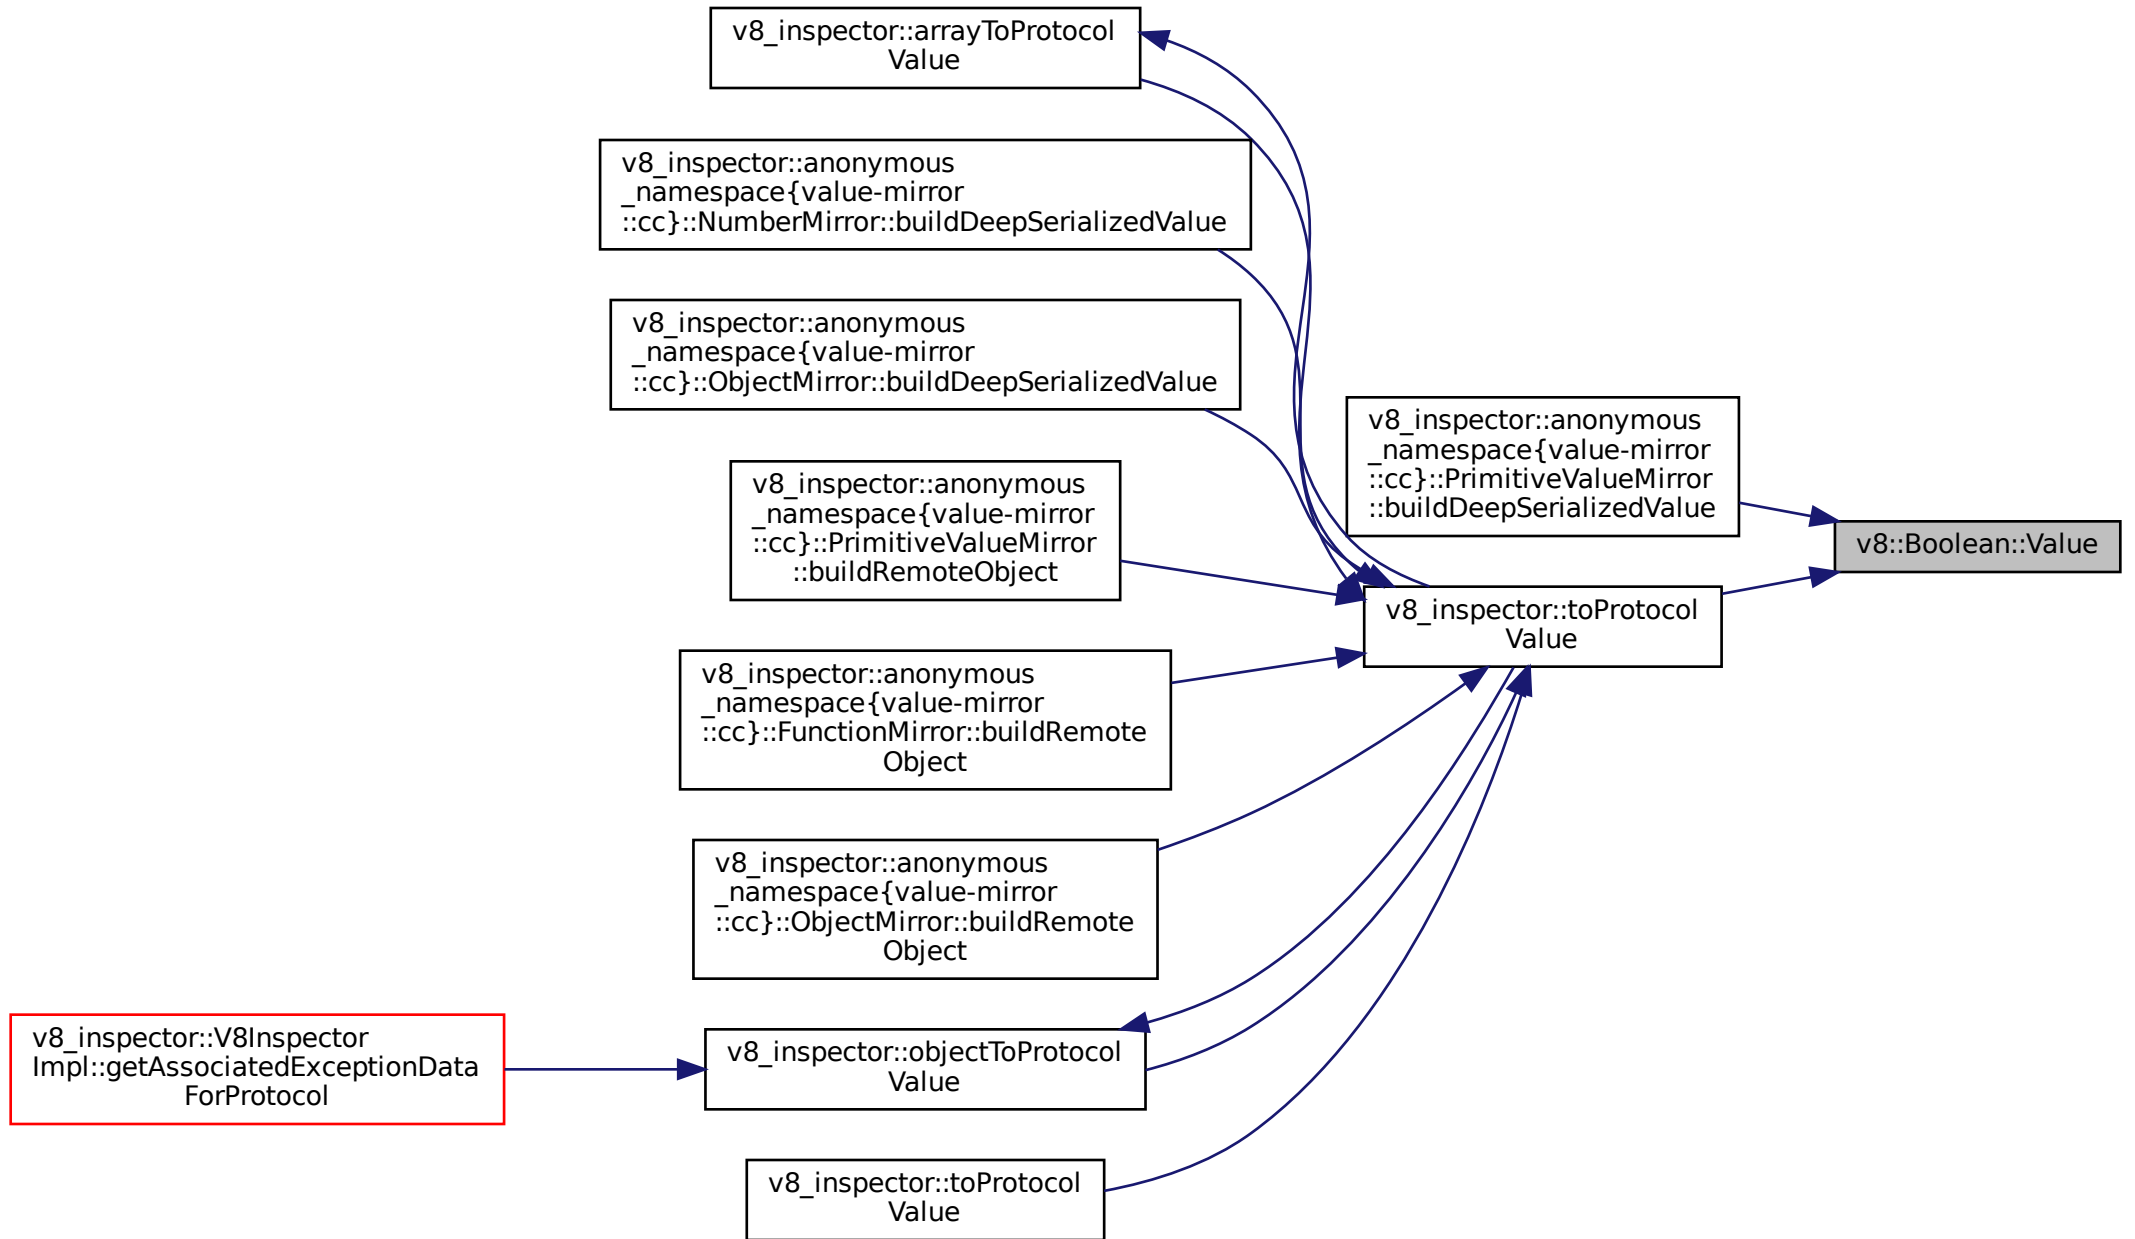 v8_inspector::arrayToProtocol
Value
v8_inspector::anonymous
_namespace{value-mirror
::cc}::NumberMirror::buildDeepSerializedValue
v8_inspector::anonymous
_namespace{value-mirror
::cc}::ObjectMirror::buildDeepSerializedValue
v8_inspector::anonymous
_namespace{value-mirror
::cc}::PrimitiveValueMirror
::buildDeepSerializedValue
v8::Boolean::Value
v8_inspector::anonymous
_namespace{value-mirror
::cc}::PrimitiveValueMirror
::buildRemoteObject
v8_inspector::toProtocol
Value
v8_inspector::anonymous
_namespace{value-mirror
::cc}::FunctionMirror::buildRemote
Object
v8_inspector::anonymous
_namespace{value-mirror
::cc}::ObjectMirror::buildRemote
Object
v8_inspector::V8Inspector
Impl::getAssociatedExceptionData
ForProtocol
v8_inspector::objectToProtocol
Value
v8_inspector::toProtocol
Value